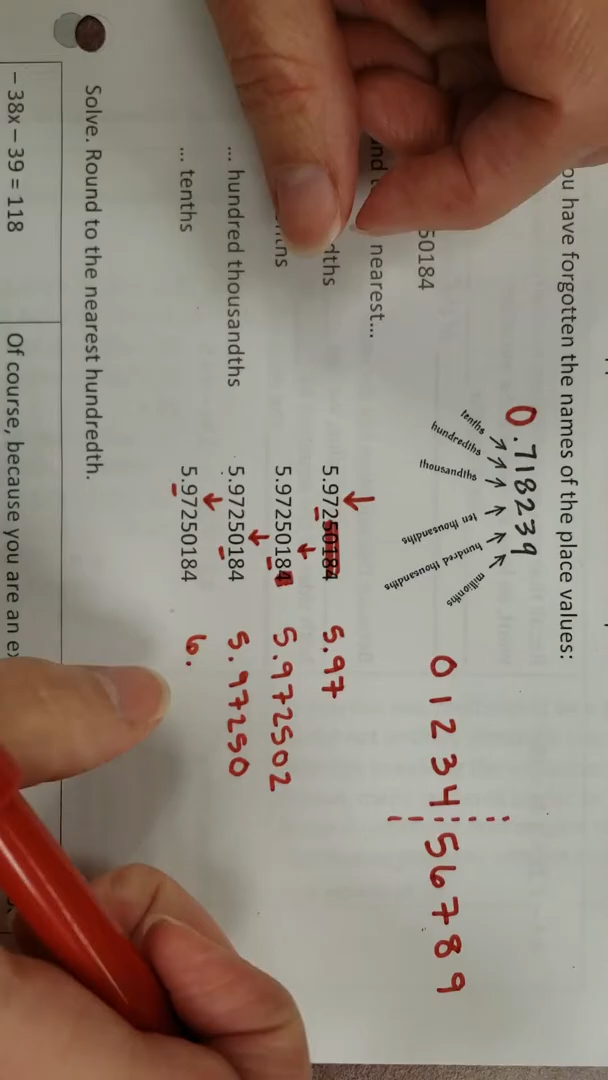 ou have forgotten the names of the place values:
0.718239
tenths
hundredths
thousandths
ten thousandths
hundred thousandths
millionths
0 1 2 3 4 5 6 7 8 9
50184
nearest...
5.97250184 5.97
5.97250184 5.972502
... hundred thousandths 5.97250184 5.97250
... tenths 5.97250184 6.
Solve. Round to the nearest hundredth.
– 38x – 39 = 118
Of course, because you are an